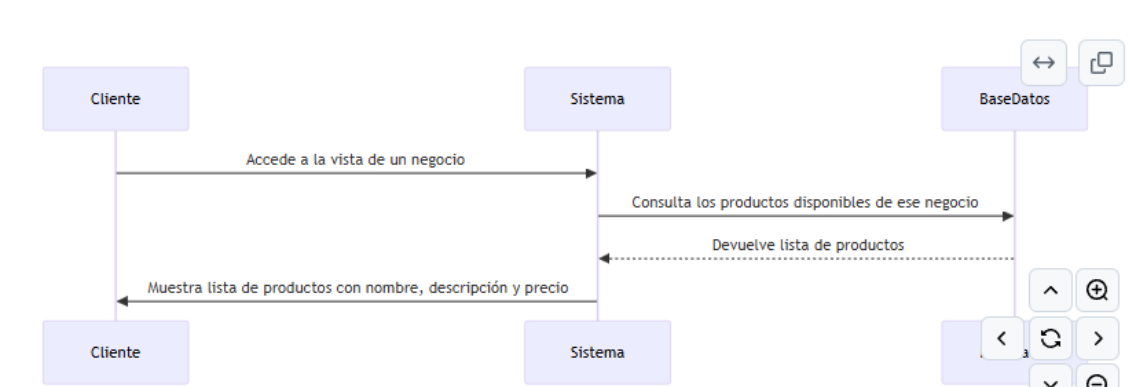 Cliente
Sistema
BaseDatos
Accede a la vista de un negocio
Consulta los productos disponibles de ese negocio
Devuelve lista de productos
Muestra lista de productos con nombre, descripción y precio
Cliente
Sistema